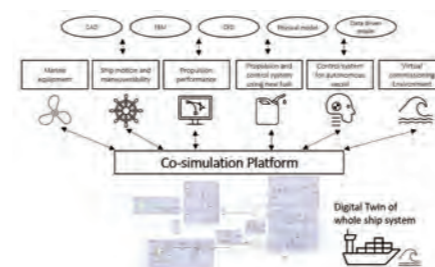 CAD
FEM
CFD
Physical model
Data driven
model
Marine
equipment
Ship motion and
maneuverability
Propulsion
performance
Propulsion and
control system
using new fuels
Control system
for autonomous
vessel
Virtual
commissioning
Environment
Co-simulation Platform
Digital Twin of
whole ship system